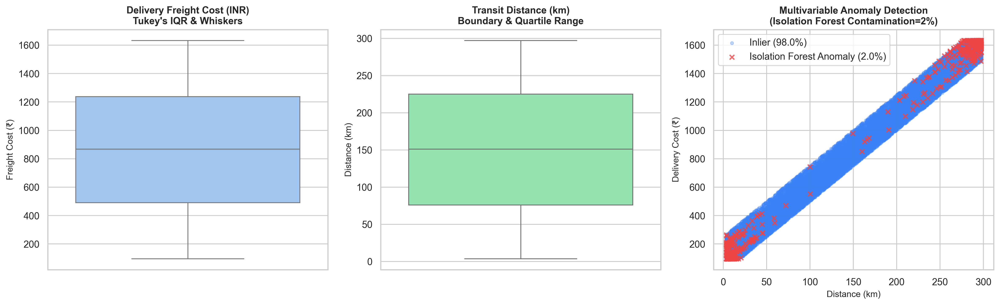 Delivery Freight Cost (INR)
Tukey's IQR & Whiskers
1600
1400
1200
1000
800
600
400
200
Freight Cost (₹)
Transit Distance (km)
Boundary & Quartile Range
300
250
200
150
100
50
0
Distance (km)
Multivariable Anomaly Detection
(Isolation Forest Contamination=2%)
Inlier (98.0%)
Isolation Forest Anomaly (2.0%)
1600
1400
1200
1000
800
600
400
200
Delivery Cost (₹)
0 50 100 150 200 250 300
Distance (km)